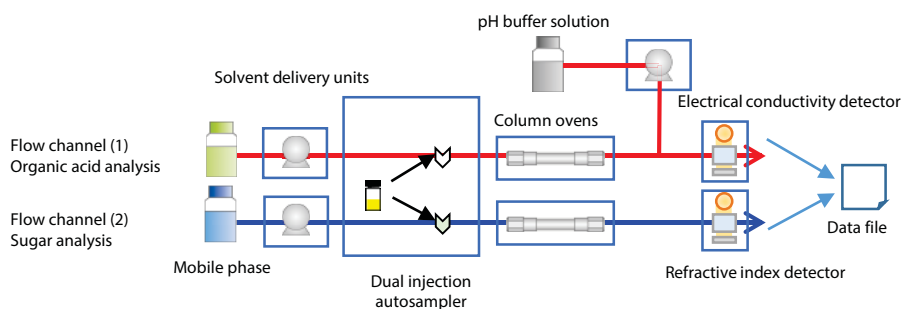 pH buffer solution
Solvent delivery units
Electrical conductivity detector
Column ovens
Flow channel (1)
Organic acid analysis
Flow channel (2)
Sugar analysis
Data file
Mobile phase
Dual injection
autosampler
Refractive index detector